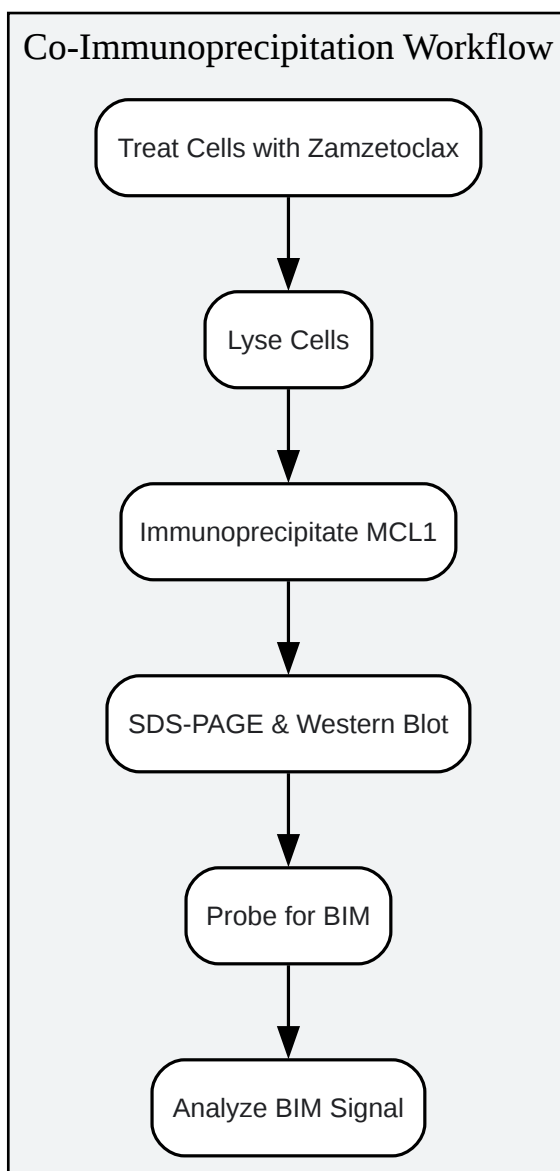 Co-Immunoprecipitation Workflow
Treat Cells with Zamzetoclax
Lyse Cells
Immunoprecipitate MCL1
SDS-PAGE & Western Blot
Probe for BIM
Analyze BIM Signal